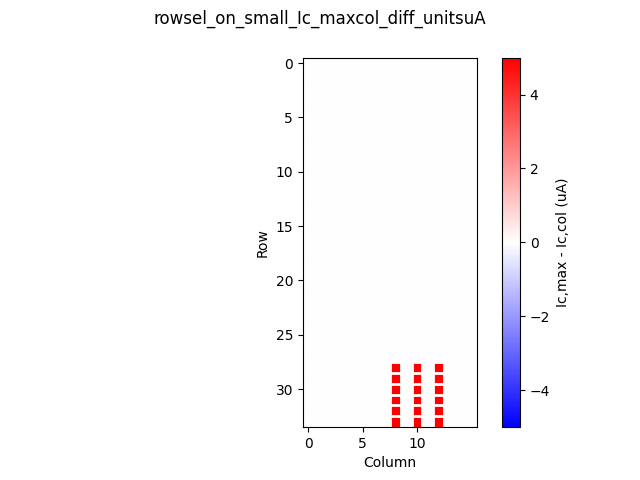 rowsel_on_small_Ic_maxcol_diff_unitsuA
0
5
10
15
20
25
30
Row
0 5 10
Column
4
2
0
−2
−4
Ic,max - Ic,col (uA)